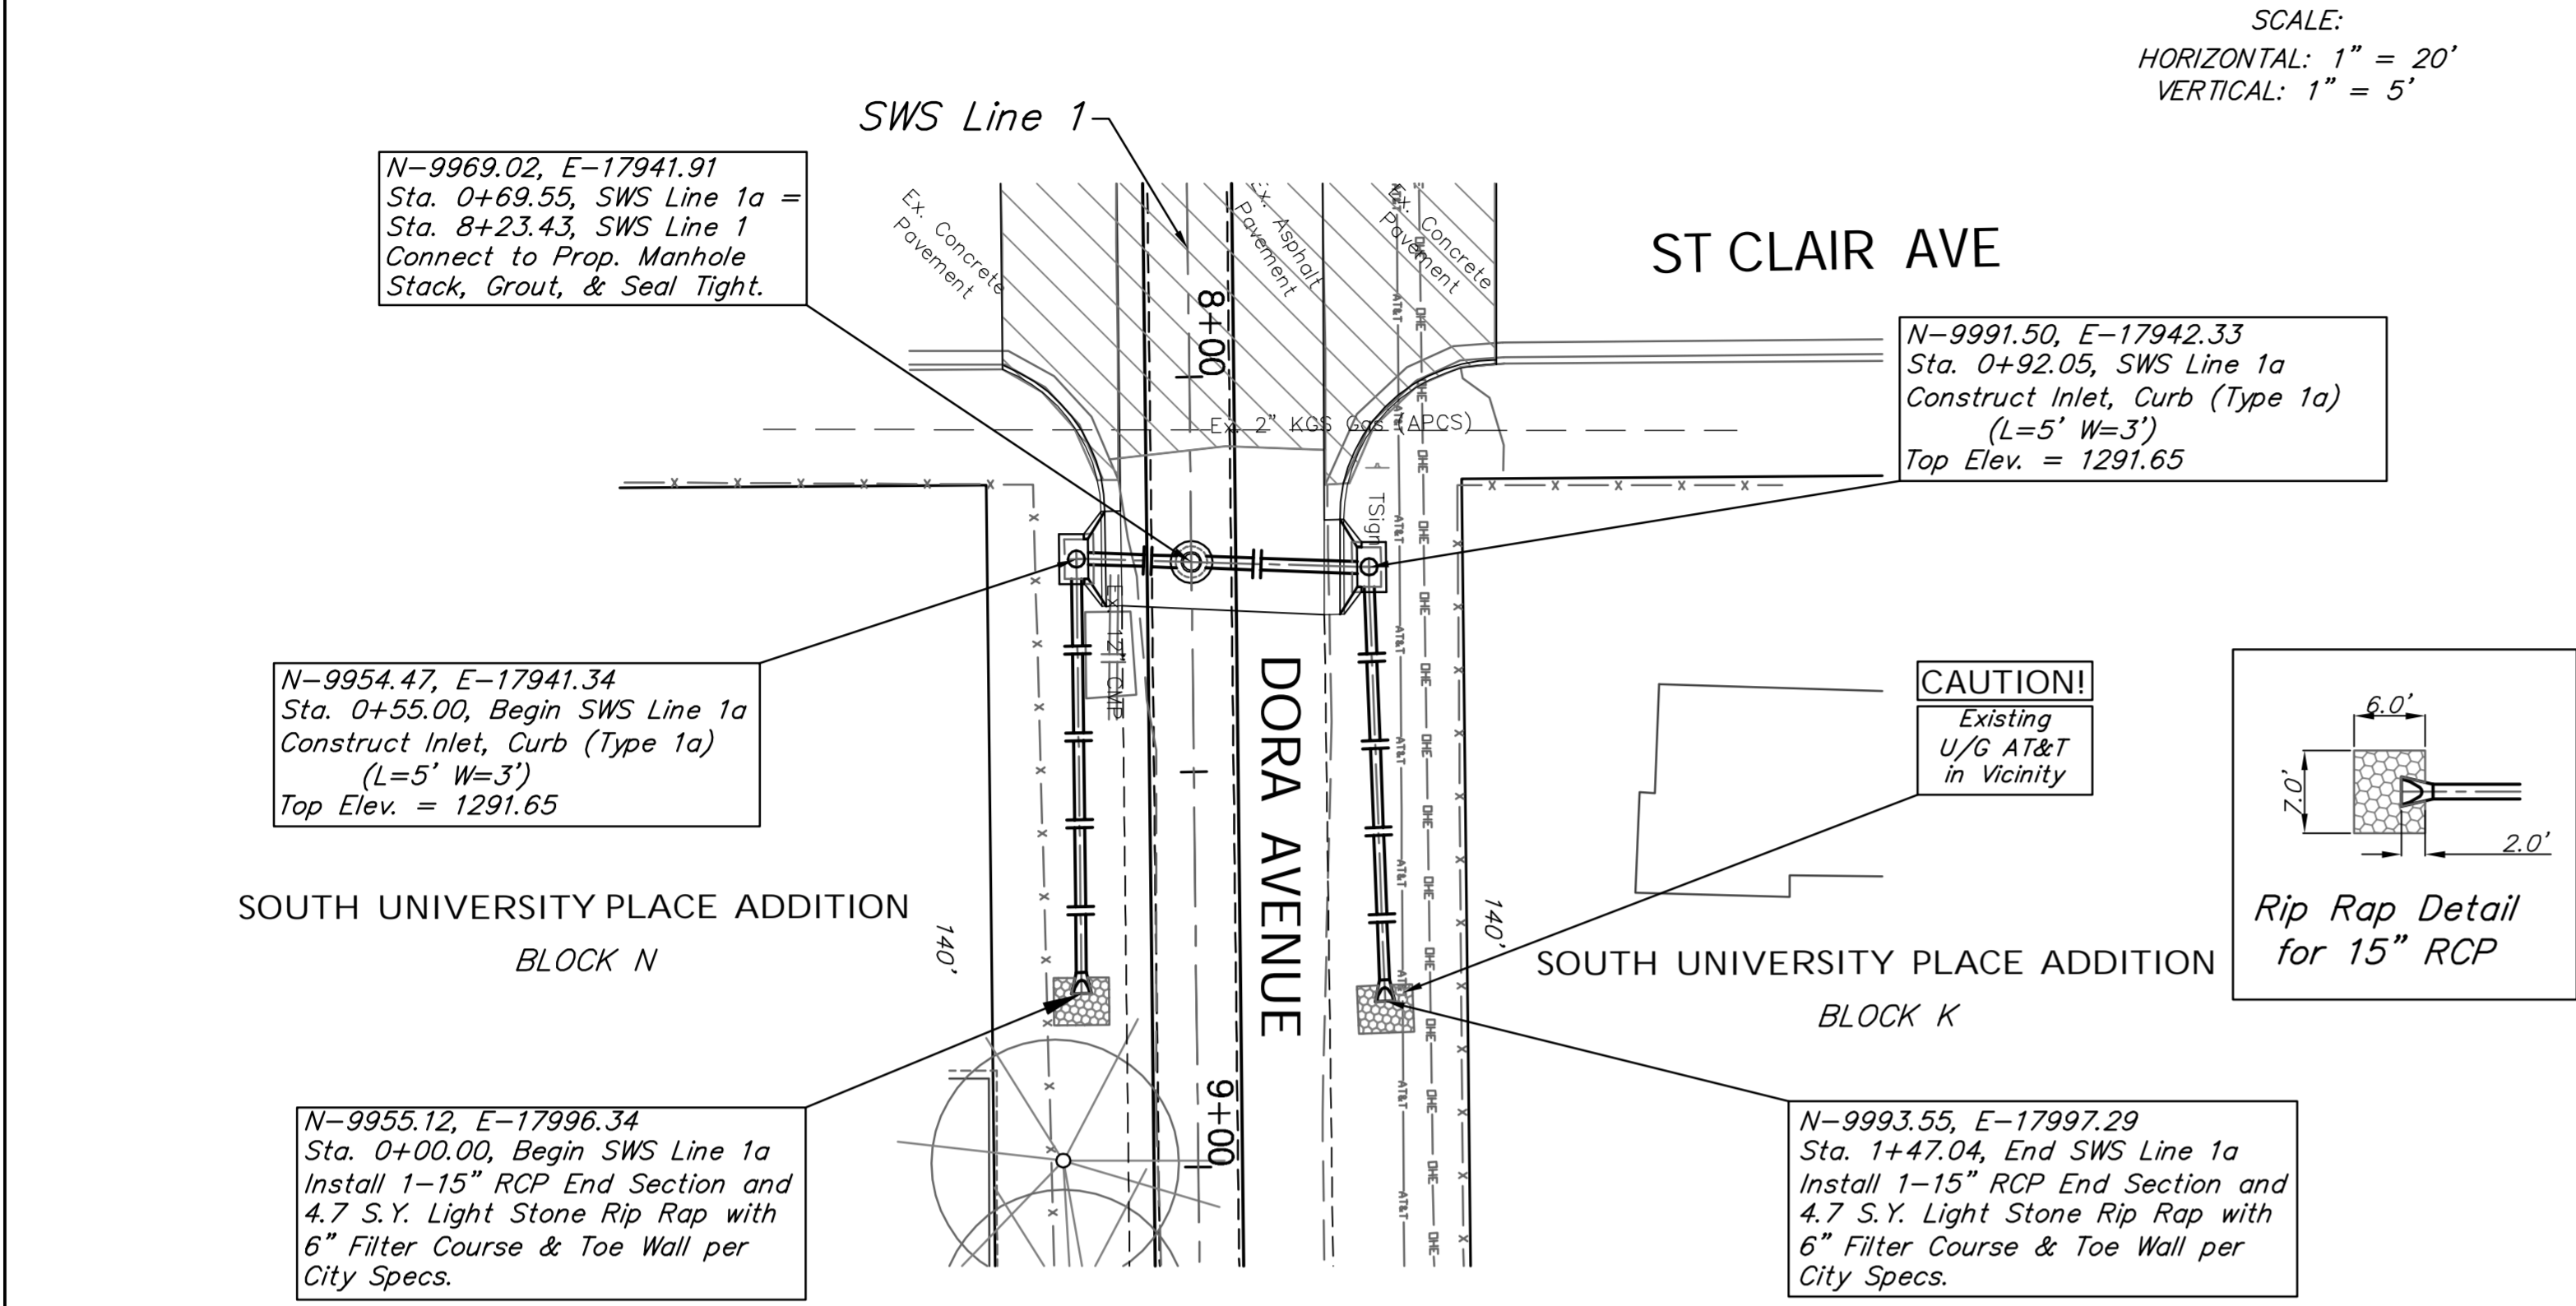 SCALE:
HORIZONTAL: 1" = 20'
VERTICAL: 1" = 5'
SWS Line 1
N-9969.02, E-17941.91
Sta. 0+69.55, SWS Line 1a =
Sta. 8+23.43, SWS Line 1
Connect to Prop. Manhole
Stack, Grout, & Seal Tight.
Ex. Concrete
Pavement
Ex. Asphalt
Pavement
Ex. Concrete
Pavement
ST CLAIR AVE
8+00
N-9991.50, E-17942.33
Sta. 0+92.05, SWS Line 1a
Construct Inlet, Curb (Type 1a)
(L=5' W=3')
Top Elev. = 1291.65
Ex. 2" KGS Gas (APCS)
TSign
AT&T
OHE
Ex. 12" CMP
N-9954.47, E-17941.34
Sta. 0+55.00, Begin SWS Line 1a
Construct Inlet, Curb (Type 1a)
(L=5' W=3')
Top Elev. = 1291.65
DORA AVENUE
CAUTION!
Existing
U/G AT&T
in Vicinity
6.0'
7.0'
2.0'
Rip Rap Detail
for 15" RCP
SOUTH UNIVERSITY PLACE ADDITION
BLOCK N
140'
140'
SOUTH UNIVERSITY PLACE ADDITION
BLOCK K
9+00
N-9955.12, E-17996.34
Sta. 0+00.00, Begin SWS Line 1a
Install 1-15" RCP End Section and
4.7 S.Y. Light Stone Rip Rap with
6" Filter Course & Toe Wall per
City Specs.
N-9993.55, E-17997.29
Sta. 1+47.04, End SWS Line 1a
Install 1-15" RCP End Section and
4.7 S.Y. Light Stone Rip Rap with
6" Filter Course & Toe Wall per
City Specs.